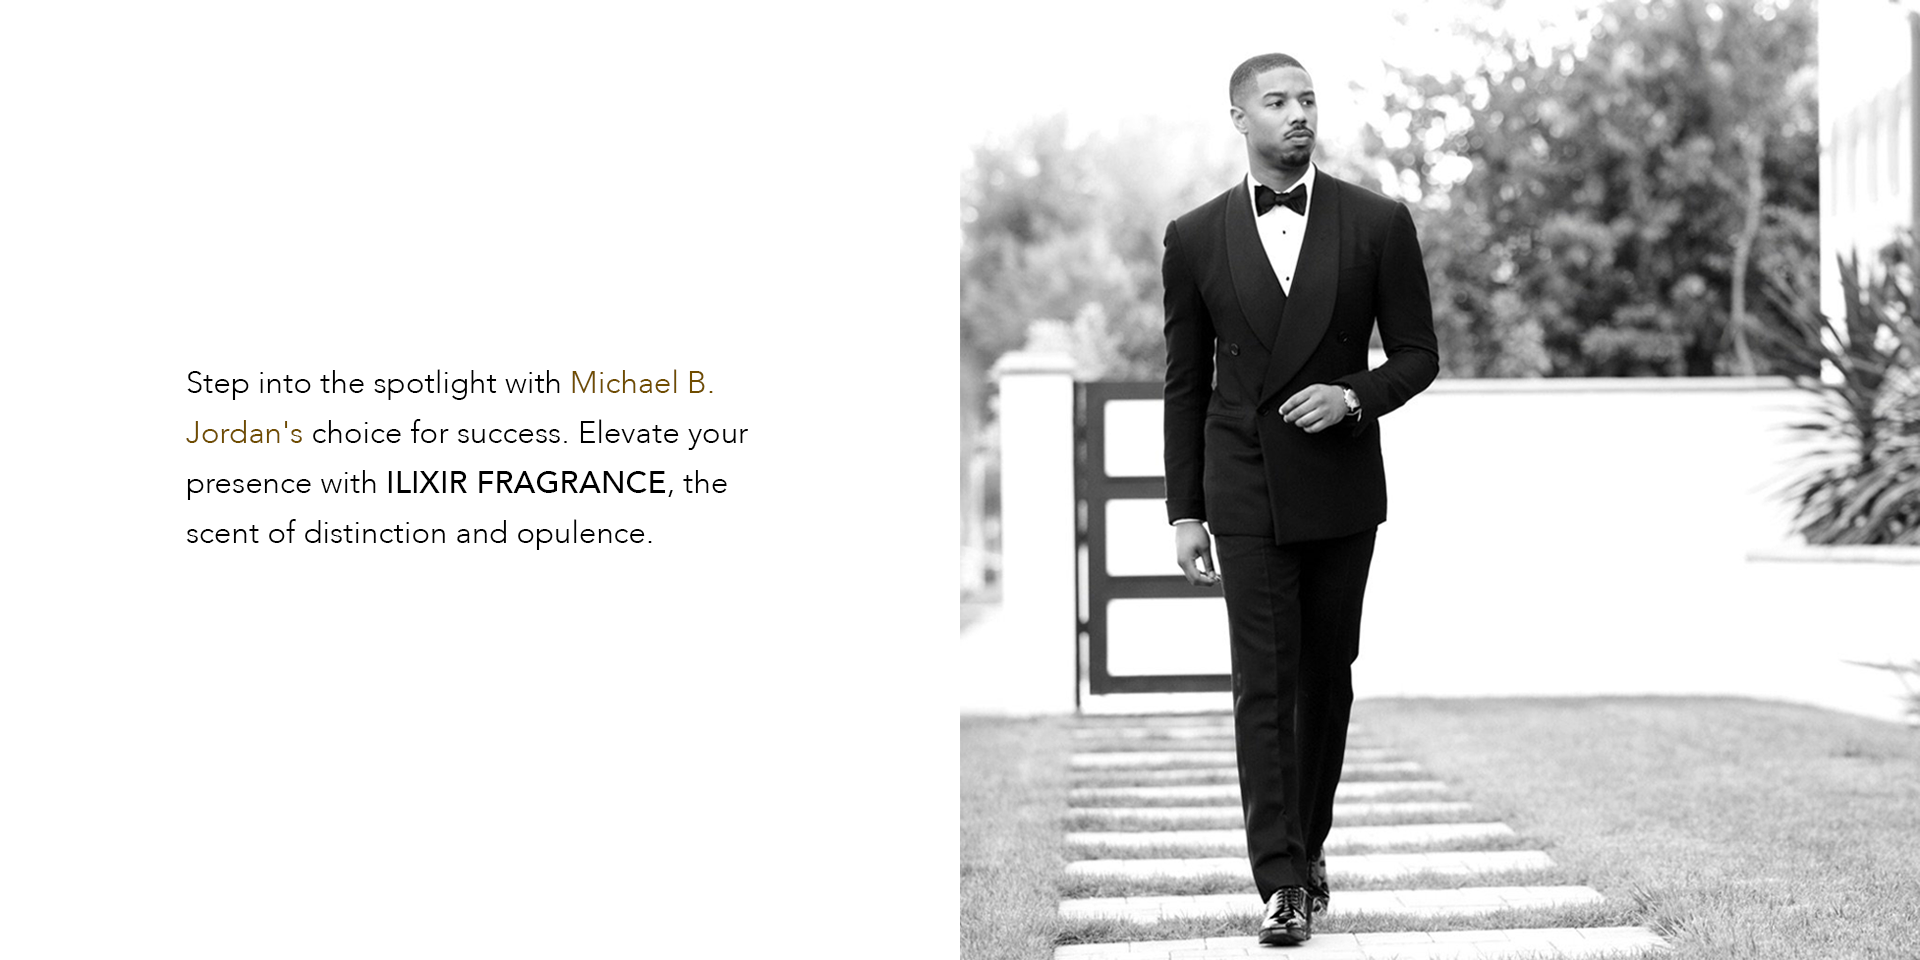 Step into the spotlight with Michael B.
Jordan's choice for success. Elevate your
presence with ILIXIR FRAGRANCE, the
scent of distinction and opulence.